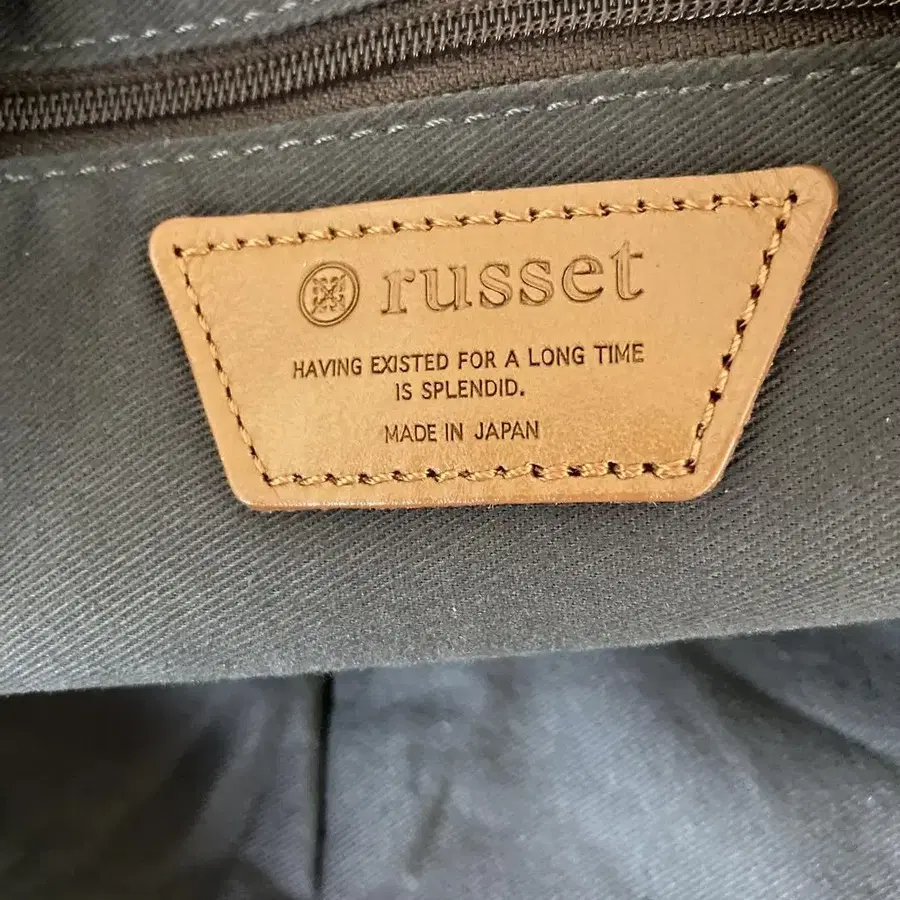 russet
HAVING EXISTED FOR A LONG TIME
IS SPLENDID.
MADE IN JAPAN